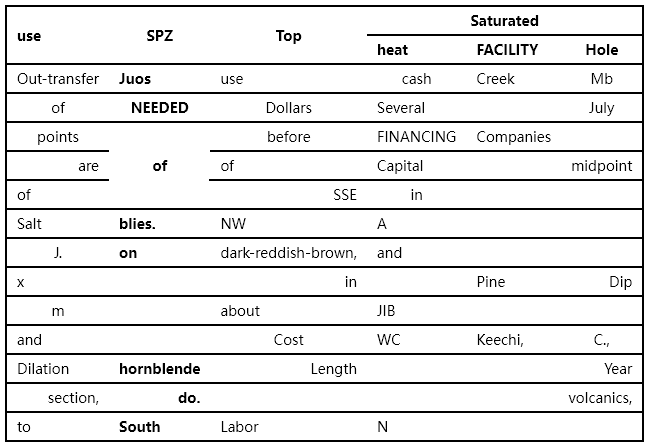 use SPZ Top Saturated
heat FACILITY Hole
Out-transfer Juos use cash Creek Mb
of NEEDED Dollars Several July
points before FINANCING Companies
are of of Capital midpoint
of SSE in
Salt blies. NW A
J. on dark-reddish-brown, and
x in Pine Dip
m about JIB
and Cost WC Keechi, C.,
Dilation hornblende Length Year
section, do. volcanics,
to South Labor N